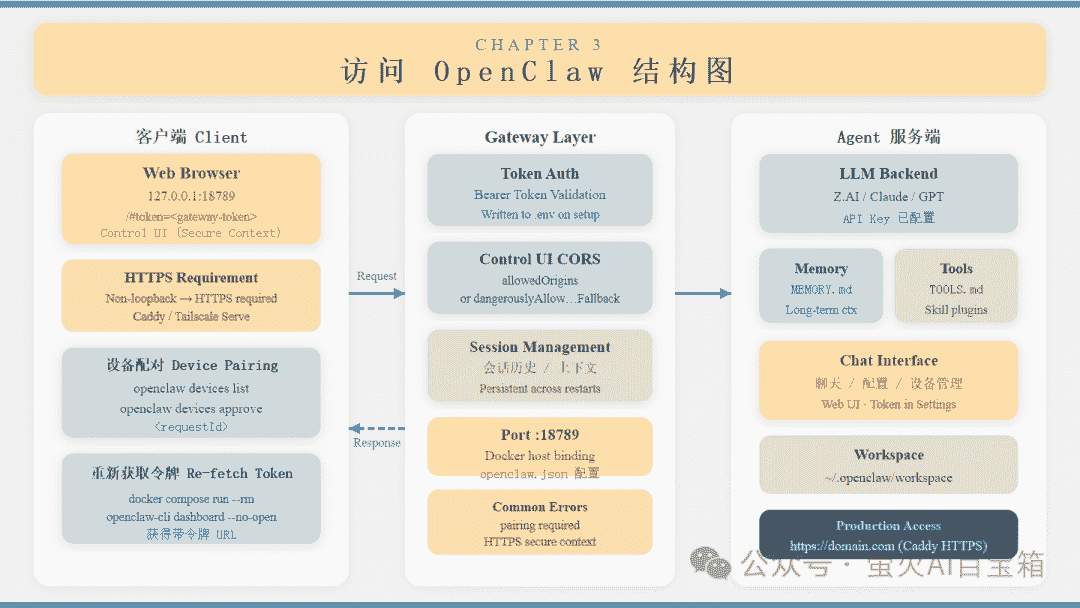 CHAPTER 3
访问 OpenClaw 结构图
客户端 Client
Web Browser
127.0.0.1:18789
/#token=<gateway-token>
Control UI (Secure Context)
HTTPS Requirement
Non-loopback → HTTPS required
Caddy / Tailscale Serve
设备配对 Device Pairing
openclaw devices list
openclaw devices approve
<requestId>
重新获取令牌 Re-fetch Token
docker compose run --rm
openclaw-cli dashboard --no-open
获得带令牌 URL
Request
Response
Gateway Layer
Token Auth
Bearer Token Validation
Written to .env on setup
Control UI CORS
allowedOrigins
or dangerouslyAllow…Fallback
Session Management
会话历史 / 上下文
Persistent across restarts
Port :18789
Docker host binding
openclaw.json 配置
Common Errors
pairing required
HTTPS secure context
Agent 服务端
LLM Backend
Z.AI / Claude / GPT
API Key 已配置
Memory
MEMORY.md
Long-term ctx
Tools
TOOLS.md
Skill plugins
Chat Interface
聊天 / 配置 / 设备管理
Web UI · Token in Settings
Workspace
~/.openclaw/workspace
Production Access
https://domain.com (Caddy HTTPS)
公众号 · 萤火AI百宝箱